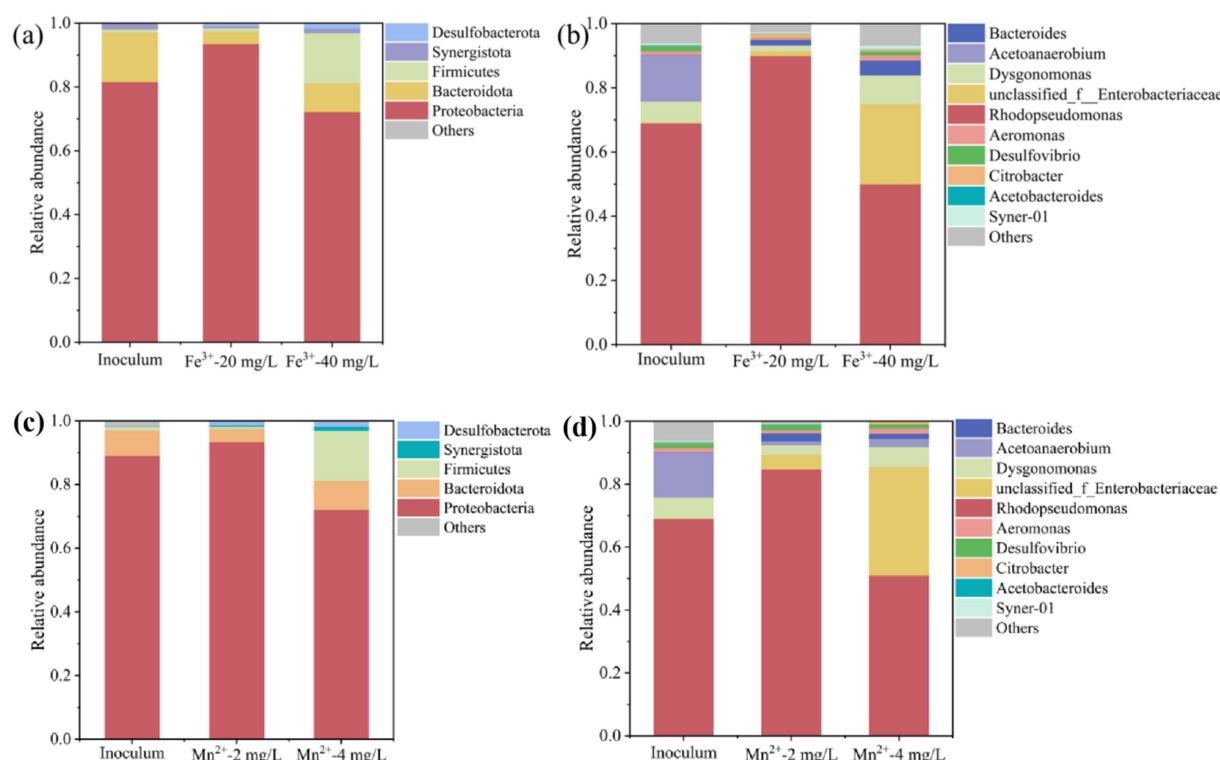 (a)
1.0
0.8
0.6
0.4
0.2
0.0
Relative abundance
Inoculum
Fe³⁺-20 mg/L
Fe³⁺-40 mg/L
Desulfobacterota
Synergistota
Firmicutes
Bacteroidota
Proteobacteria
Others
(b)
1.0
0.8
0.6
0.4
0.2
0.0
Relative abundance
Inoculum
Fe³⁺-20 mg/L
Fe³⁺-40 mg/L
Bacteroides
Acetoanaerobium
Dysgonomonas
unclassified_f__Enterobacteriaceae
Rhodopseudomonas
Aeromonas
Desulfovibrio
Citrobacter
Acetobacteroides
Syner-01
Others
(c)
1.0
0.8
0.6
0.4
0.2
0.0
Relative abundance
Inoculum
Mn²⁺-2 mg/L
Mn²⁺-4 mg/L
Desulfobacterota
Synergistota
Firmicutes
Bacteroidota
Proteobacteria
Others
(d)
1.0
0.8
0.6
0.4
0.2
0.0
Relative abundance
Inoculum
Mn²⁺-2 mg/L
Mn²⁺-4 mg/L
Bacteroides
Acetoanaerobium
Dysgonomonas
unclassified_f_Enterobacteriaceae
Rhodopseudomonas
Aeromonas
Desulfovibrio
Citrobacter
Acetobacteroides
Syner-01
Others